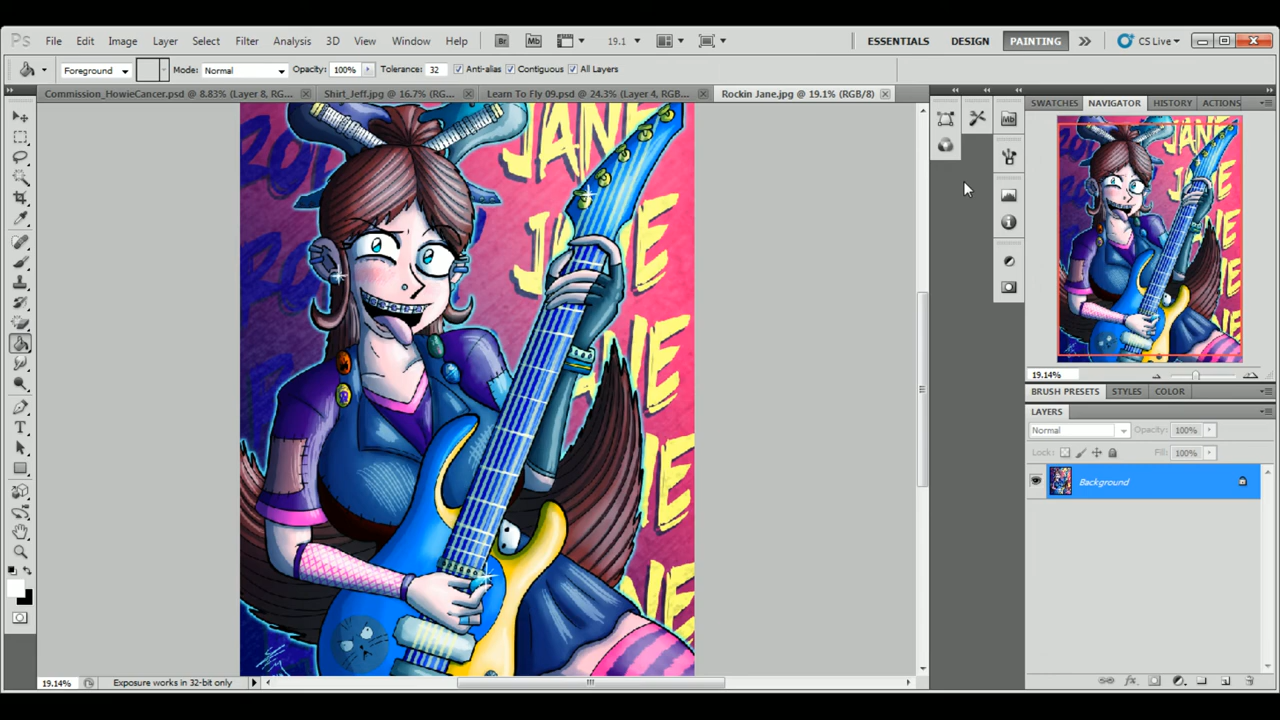 Ps File Edit Image Layer Select Filter Analysis 3D View Window Help Br Mb 19.1 ESSENTIALS DESIGN PAINTING CS Live
Foreground Mode: Normal Opacity: 100% Tolerance: 32 Anti-alias Contiguous All Layers
Commission_HowieCancer.psd @ 8.83% (Layer 8, R... Shirt_Jeff.jpg @ 16.7% (RG... Learn To Fly 09.psd @ 24.3% (Layer 4, RGB... Rockin Jane.jpg @ 19.1% (RGB/8)
SWATCHES NAVIGATOR HISTORY ACTIONS
Mb
JANE
JANE
JANE
19.14%
BRUSH PRESETS STYLES COLOR
LAYERS
Normal Opacity: 100%
Lock: Fill: 100%
Background
19.14% Exposure works in 32-bit only